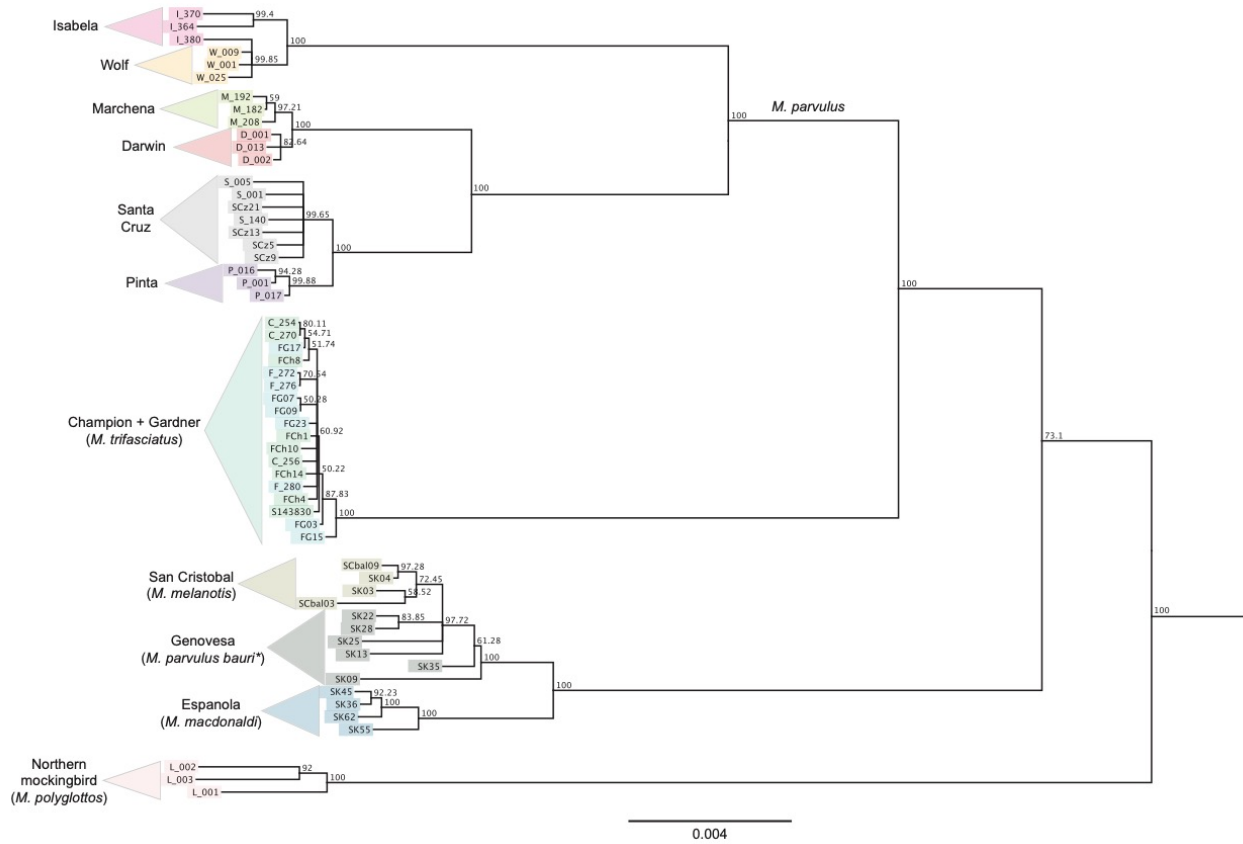 Isabela
I_370
I_364
I_380
99.4
100
Wolf
W_009
W_001
W_025
99.85
Marchena
M_192
M_182
M_208
59
97.21
100
Darwin
D_001
D_013
D_002
82.64
M. parvulus
100
100
Santa
Cruz
S_005
S_001
SCz21
S_140
SCz13
SCz5
SCz9
99.65
100
Pinta
P_016
P_001
P_017
94.28
99.88
100
Champion + Gardner
(M. trifasciatus)
C_254
C_270
FG17
FCh8
F_272
F_276
FG07
FG09
FG23
FCh1
FCh10
C_256
FCh14
F_280
FCh4
S143830
FG03
FG15
80.11
54.71
51.74
70.54
50.28
60.92
50.22
87.83
100
73.1
San Cristobal
(M. melanotis)
SCbal09
SK04
SK03
SCbal03
97.28
72.45
58.52
Genovesa
(M. parvulus bauri*)
SK22
SK28
SK25
SK13
SK35
SK09
83.85
97.72
61.28
100
100
Espanola
(M. macdonaldi)
SK45
SK36
SK62
SK55
92.23
100
100
100
Northern
mockingbird
(M. polyglottos)
L_002
L_003
L_001
92
100
0.004